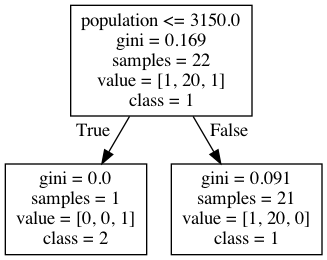 population <= 3150.0
gini = 0.169
samples = 22
value = [1, 20, 1]
class = 1
True
False
gini = 0.0
samples = 1
value = [0, 0, 1]
class = 2
gini = 0.091
samples = 21
value = [1, 20, 0]
class = 1